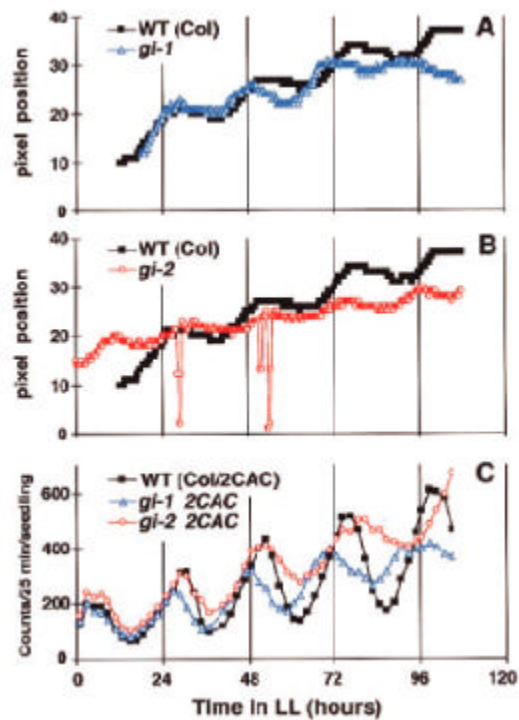 A
40
30
20
10
0
pixel position
WT (Col)
gi-1
B
40
30
20
10
0
pixel position
WT (Col)
gi-2
C
600
400
200
0
Counts/25 min/seedling
WT (Col/2CAC)
gi-1 2CAC
gi-2 2CAC
0 24 48 72 96 120
Time in LL (hours)